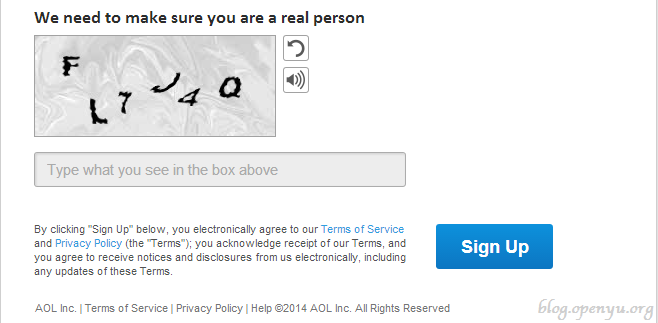 We need to make sure you are a real person
F L 7 J 4 Q
Type what you see in the box above
By clicking "Sign Up" below, you electronically agree to our Terms of Service
and Privacy Policy (the "Terms"); you acknowledge receipt of our Terms, and
you agree to receive notices and disclosures from us electronically, including
any updates of these Terms.
Sign Up
AOL Inc. | Terms of Service | Privacy Policy | Help ©2014 AOL Inc. All Rights Reserved
blog.openyu.org